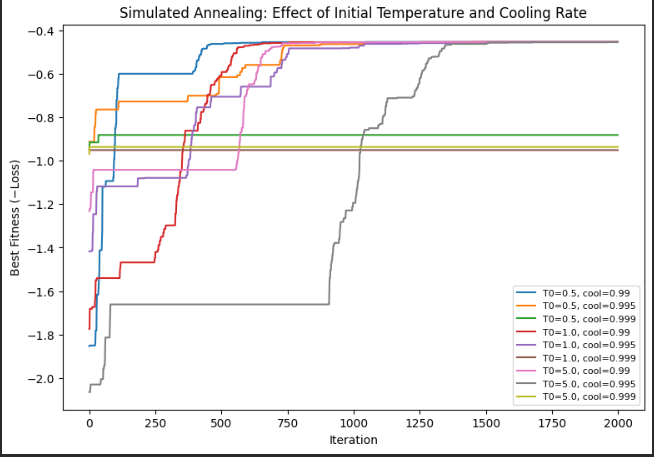 Simulated Annealing: Effect of Initial Temperature and Cooling Rate
−0.4
−0.6
−0.8
−1.0
−1.2
−1.4
−1.6
−1.8
−2.0
Best Fitness (−Loss)
T0=0.5, cool=0.99
T0=0.5, cool=0.995
T0=0.5, cool=0.999
T0=1.0, cool=0.99
T0=1.0, cool=0.995
T0=1.0, cool=0.999
T0=5.0, cool=0.99
T0=5.0, cool=0.995
T0=5.0, cool=0.999
0 250 500 750 1000 1250 1500 1750 2000
Iteration